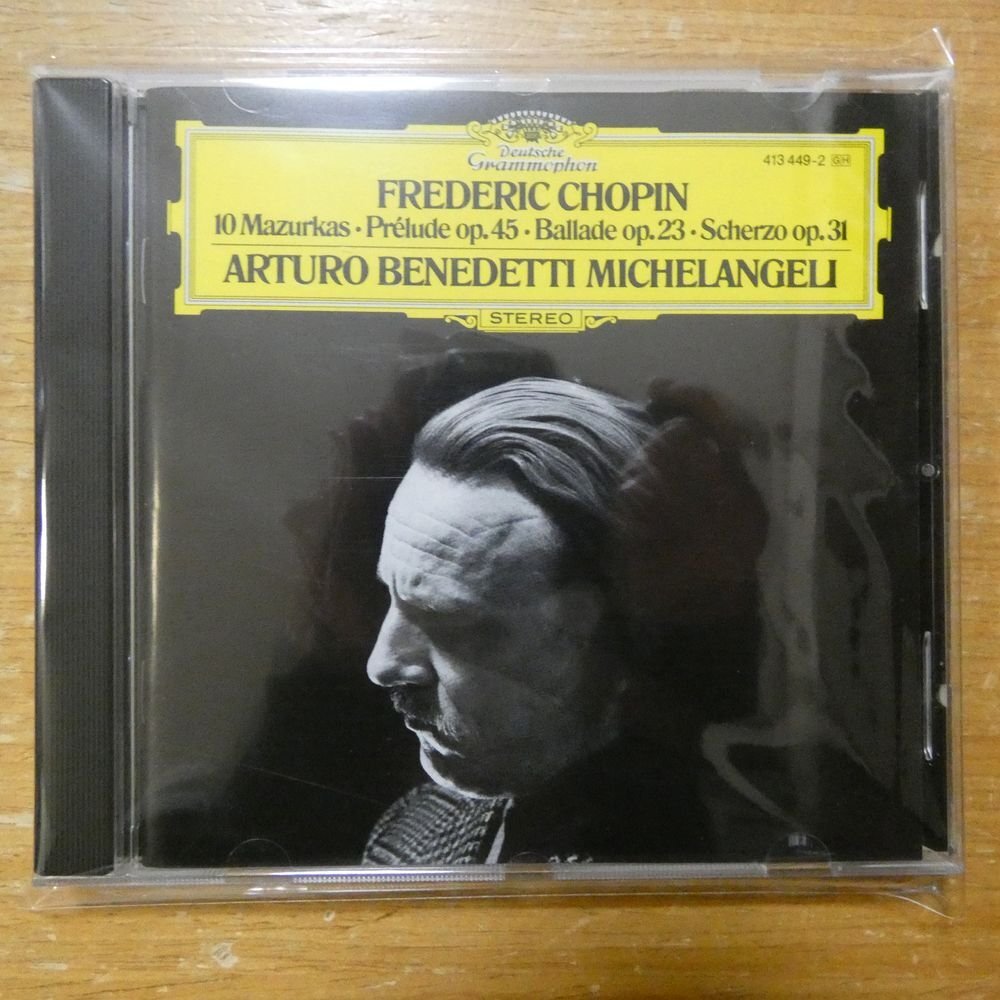 Deutsche
Grammophon
413 449-2 GH
FREDERIC CHOPIN
10 Mazurkas · Prélude op. 45 · Ballade op. 23 · Scherzo op. 31
ARTURO BENEDETTI MICHELANGELI
STEREO